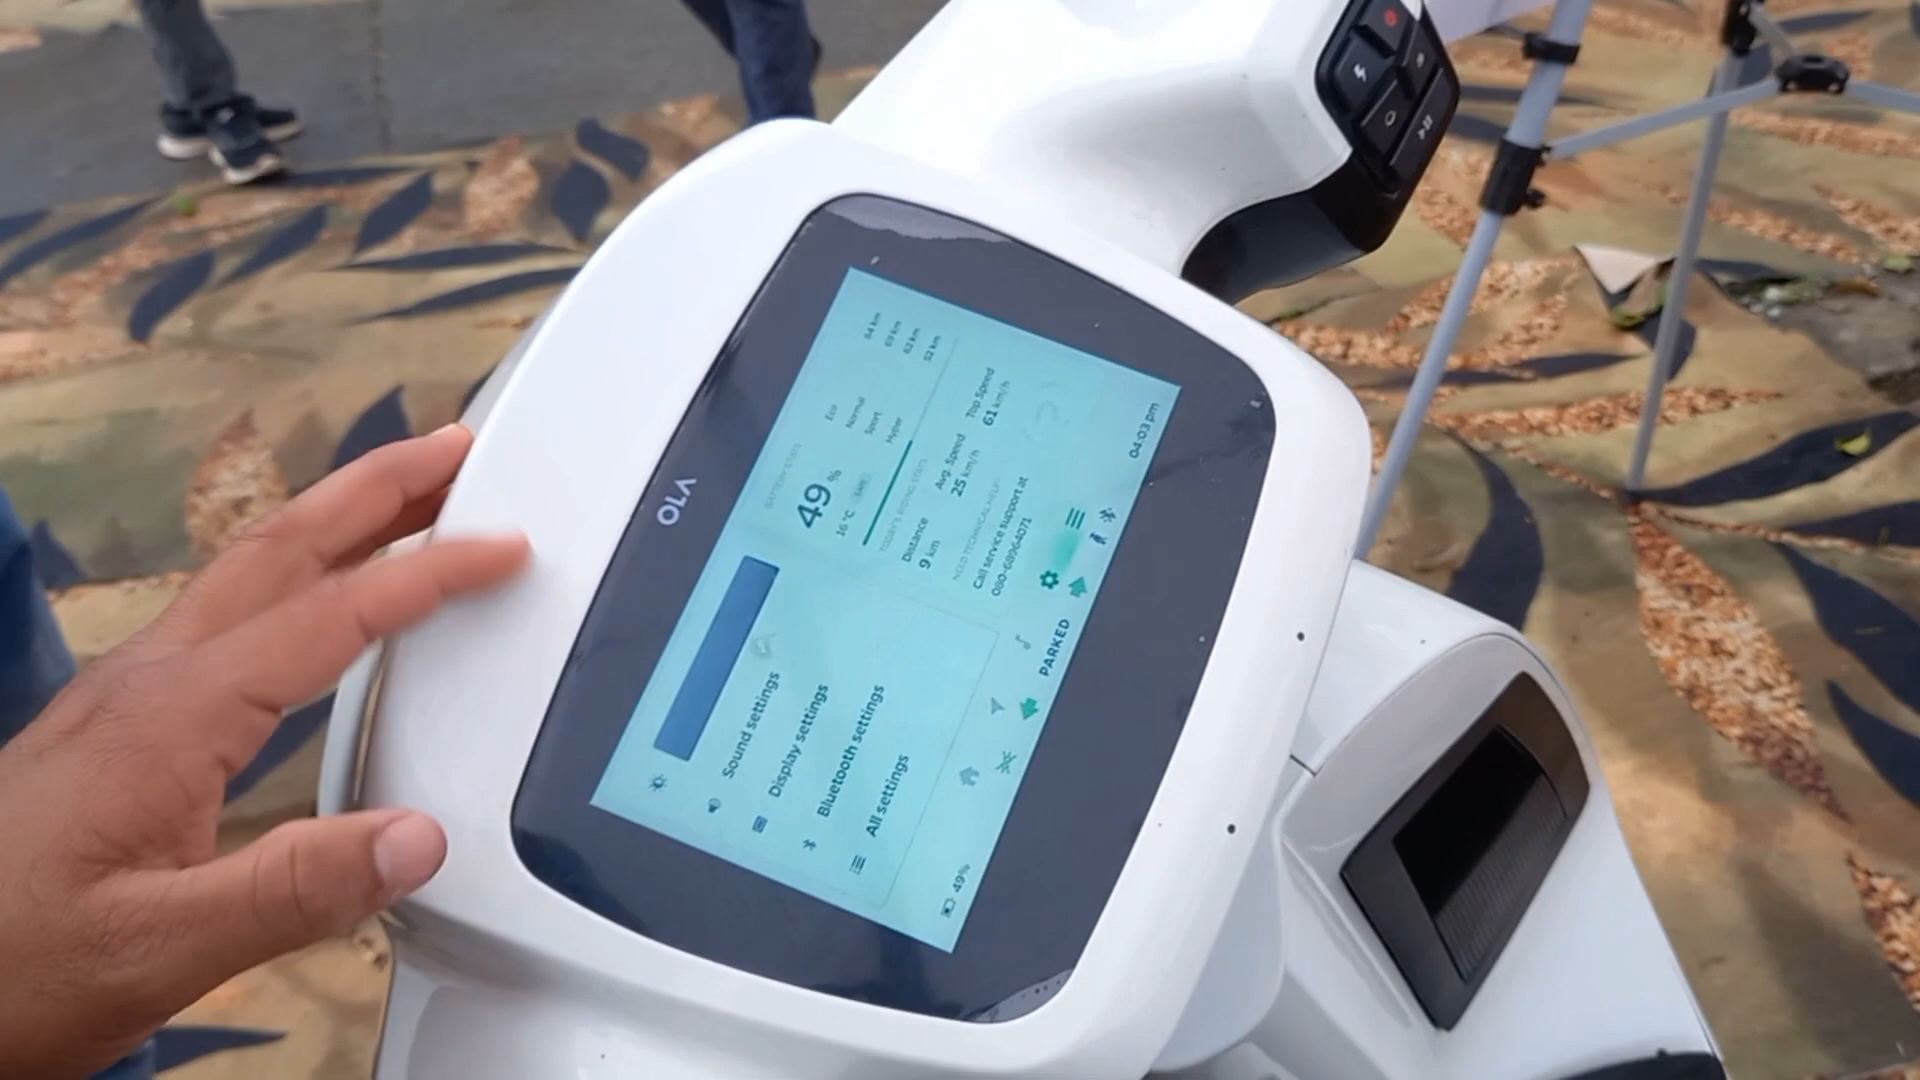 OLA
Sound settings
Display settings
Bluetooth settings
All settings
BATTERY STATS
49 %
16 °C
Eco 64 km
Normal 69 km
Sport 62 km
Hyper 52 km
TODAY'S RIDING STATS
Distance Avg. Speed Top Speed
9 km 25 km/h 61 km/h
NEED TECHNICAL HELP?
Call service support at
080-68964071
49% PARKED 04:03 pm